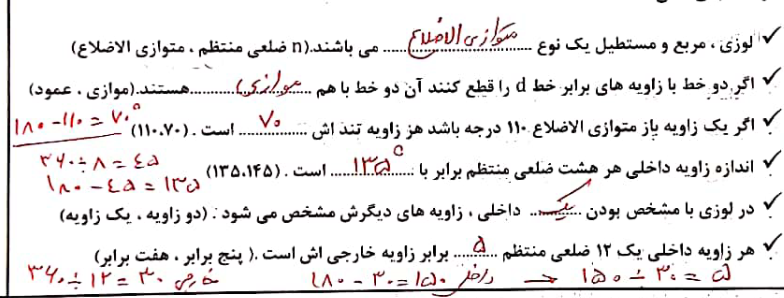 ✓ لوزی ، مربع و مستطیل یک نوع ....متوازی الاضلاع.... می باشند.(n ضلعی منتظم ، متوازی الاضلاع)
✓ اگر دو خط با زاویه های برابر خط d را قطع کنند آن دو خط با هم ....موازی.... هستند.(موازی ، عمود)
✓ اگر یک زاویه باز متوازی الاضلاع ۱۱۰ درجه باشد هز زاویه تند اش ....۷۰.... است . (۱۱۰،۷۰) ۱۸۰ - ۱۱۰ = ۷۰°
✓ اندازه زاویه داخلی هر هشت ضلعی منتظم برابر با ....۱۳۵°.... است . (۱۳۵،۱۴۵) ۳۶۰ ÷ ۸ = ۴۵
۱۸۰ - ۴۵ = ۱۳۵
✓ در لوزی با مشخص بودن ....یک.... داخلی ، زاویه های دیگرش مشخص می شود . (دو زاویه ، یک زاویه)
✓ هر زاویه داخلی یک ۱۲ ضلعی منتظم ....۵.... برابر زاویه خارجی اش است .( پنج برابر ، هفت برابر)
۳۶۰ ÷ ۱۲ = ۳۰ خارجی ۱۸۰ - ۳۰ = ۱۵۰ داخلی → ۱۵۰ ÷ ۳۰ = ۵